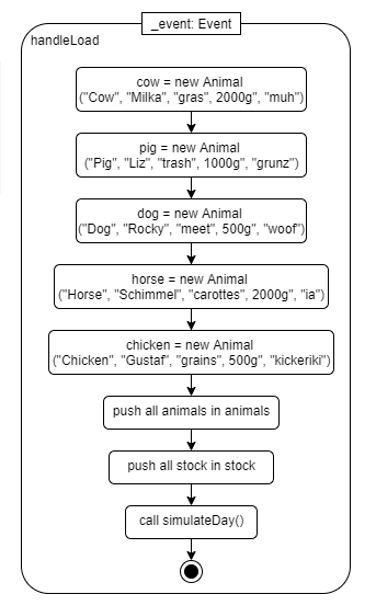 _event: Event
handleLoad
cow = new Animal
("Cow", "Milka", "gras", 2000g", "muh")
pig = new Animal
("Pig", "Liz", "trash", 1000g", "grunz")
dog = new Animal
("Dog", "Rocky", "meet", 500g", "woof")
horse = new Animal
("Horse", "Schimmel", "carottes", 2000g", "ia")
chicken = new Animal
("Chicken", "Gustaf", "grains", 500g", "kickeriki")
push all animals in animals
push all stock in stock
call simulateDay()